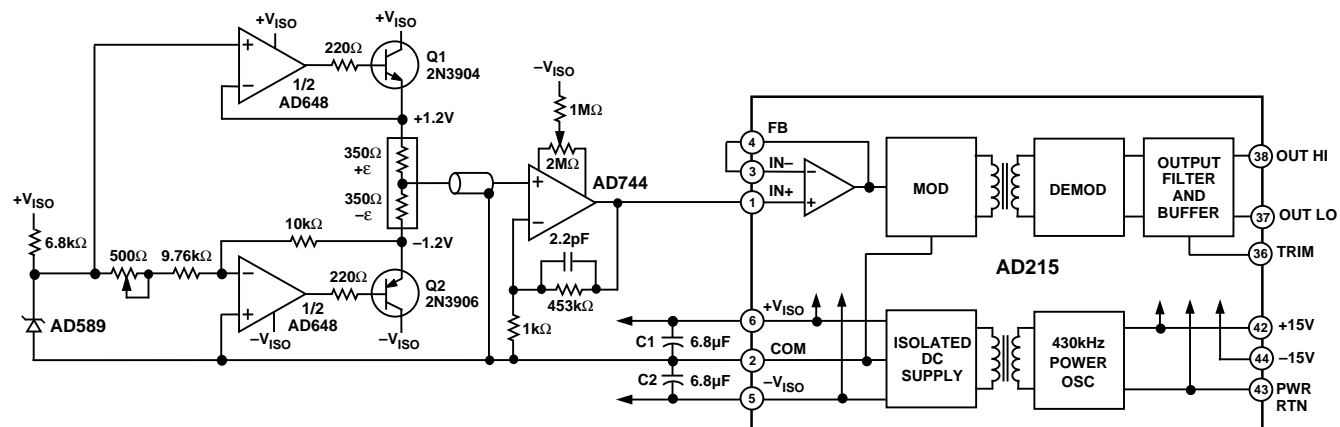 +VISO
+VISO
220Ω
Q1
2N3904
1/2
AD648
+
–
+1.2V
350Ω
+ε
350Ω
–ε
–1.2V
–VISO
1MΩ
2MΩ
AD744
+
–
2.2pF
453kΩ
1kΩ
+VISO
6.8kΩ
500Ω
9.76kΩ
10kΩ
–
+
220Ω
Q2
2N3906
1/2
AD648
–VISO
–VISO
AD589
C1
6.8μF
C2
6.8μF
FB
4
IN–
3
IN+
1
–
+
MOD
DEMOD
OUTPUT
FILTER
AND
BUFFER
38
OUT HI
37
OUT LO
36
TRIM
AD215
6
+VISO
2
COM
5
–VISO
ISOLATED
DC
SUPPLY
430kHz
POWER
OSC
42
+15V
44
–15V
43
PWR
RTN